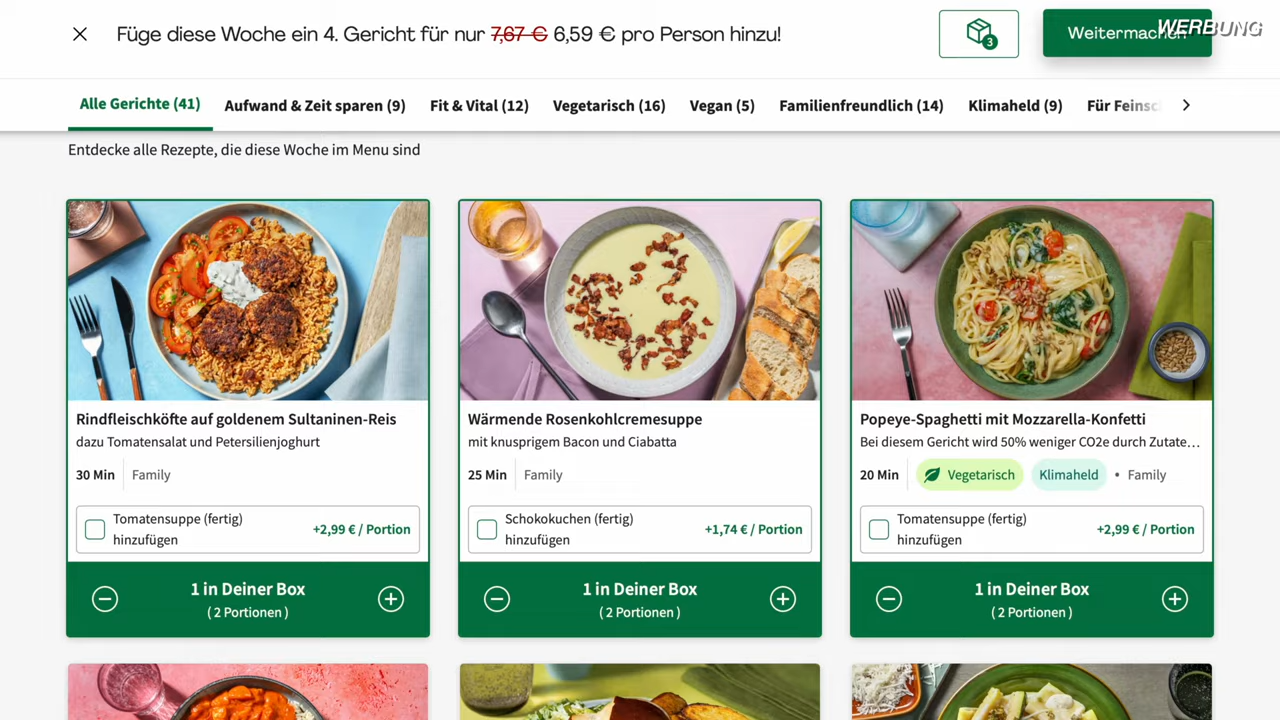 Füge diese Woche ein 4. Gericht für nur 7,67 € 6,59 € pro Person hinzu!
3
Weitermachen
WERBUNG
Alle Gerichte (41)
Aufwand & Zeit sparen (9)
Fit & Vital (12)
Vegetarisch (16)
Vegan (5)
Familienfreundlich (14)
Klimaheld (9)
Für Feinsc
Entdecke alle Rezepte, die diese Woche im Menu sind
Rindfleischköfte auf goldenem Sultaninen-Reis
dazu Tomatensalat und Petersilienjoghurt
30 Min
Family
Tomatensuppe (fertig)
hinzufügen
+2,99 € / Portion
1 in Deiner Box
( 2 Portionen )
Wärmende Rosenkohlcremesuppe
mit knusprigem Bacon und Ciabatta
25 Min
Family
Schokokuchen (fertig)
hinzufügen
+1,74 € / Portion
1 in Deiner Box
( 2 Portionen )
Popeye-Spaghetti mit Mozzarella-Konfetti
Bei diesem Gericht wird 50% weniger CO2e durch Zutate…
20 Min
Vegetarisch
Klimaheld
• Family
Tomatensuppe (fertig)
hinzufügen
+2,99 € / Portion
1 in Deiner Box
( 2 Portionen )